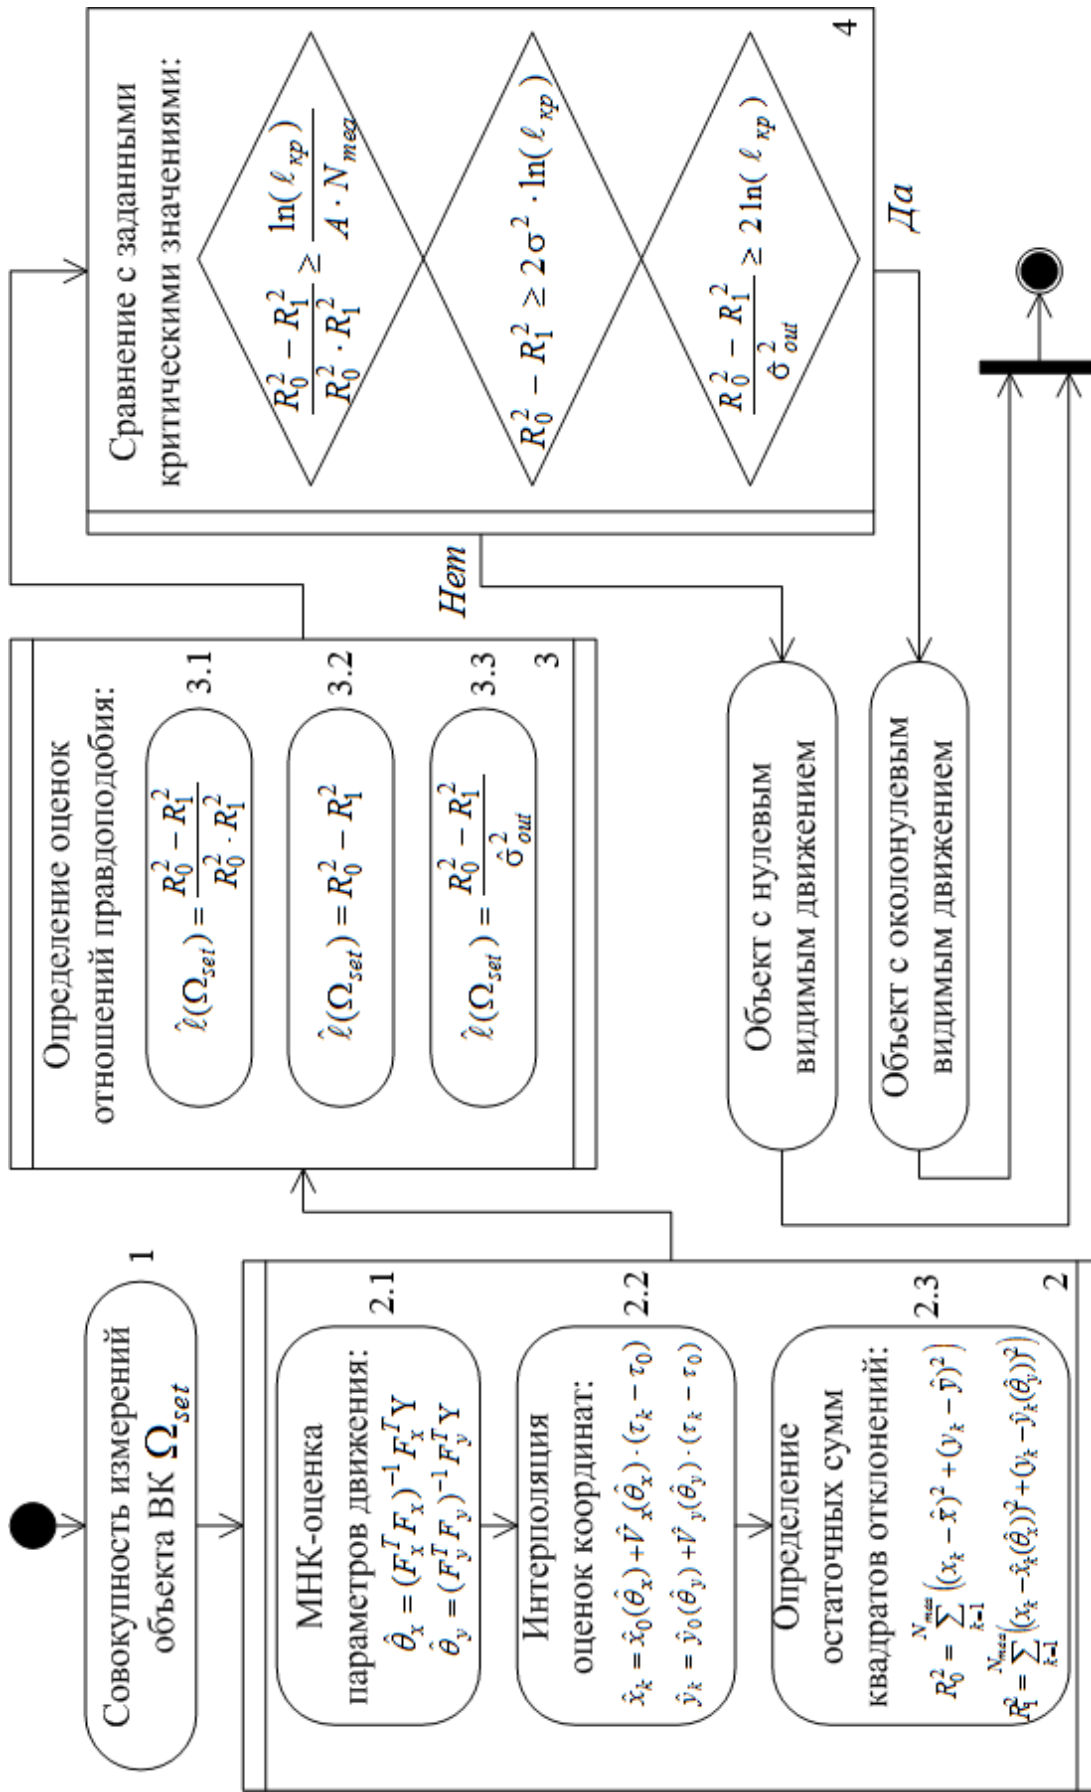 Совокупность измерений
объекта ВК Ω_set
1
МНК-оценка
параметров движения:
θ̂_x = (F_x^T F_x)^{-1} F_x^T Y
θ̂_y = (F_y^T F_y)^{-1} F_y^T Y
2.1
Интерполяция
оценок координат:
x̂_k = x̂_0(θ̂_x) + V̂_x(θ̂_x) · (τ_k − τ_0)
ŷ_k = ŷ_0(θ̂_y) + V̂_y(θ̂_y) · (τ_k − τ_0)
2.2
Определение
остаточных сумм
квадратов отклонений:
R_0^2 = ∑_{k=1}^{N_mea} ((x_k − x̂)^2 + (y_k − ŷ)^2)
R_1^2 = ∑_{k=1}^{N_mea} ((x_k − x̂_k(θ̂_x))^2 + (y_k − ŷ_k(θ̂_y))^2)
2.3
2
Определение оценок
отношений правдоподобия:
ℓ̂(Ω_set) = (R_0^2 − R_1^2) / (R_0^2 · R_1^2)
3.1
ℓ̂(Ω_set) = R_0^2 − R_1^2
3.2
ℓ̂(Ω_set) = (R_0^2 − R_1^2) / σ̂_out^2
3.3
3
Сравнение с заданными
критическими значениями:
(R_0^2 − R_1^2) / (R_0^2 · R_1^2) ≥ ln(ℓ_кр) / (A · N_mea)
R_0^2 − R_1^2 ≥ 2σ^2 · ln(ℓ_кр)
(R_0^2 − R_1^2) / σ̂_out^2 ≥ 2 ln(ℓ_кр)
4
Нет
Да
Объект с нулевым
видимым движением
Объект с околонулевым
видимым движением